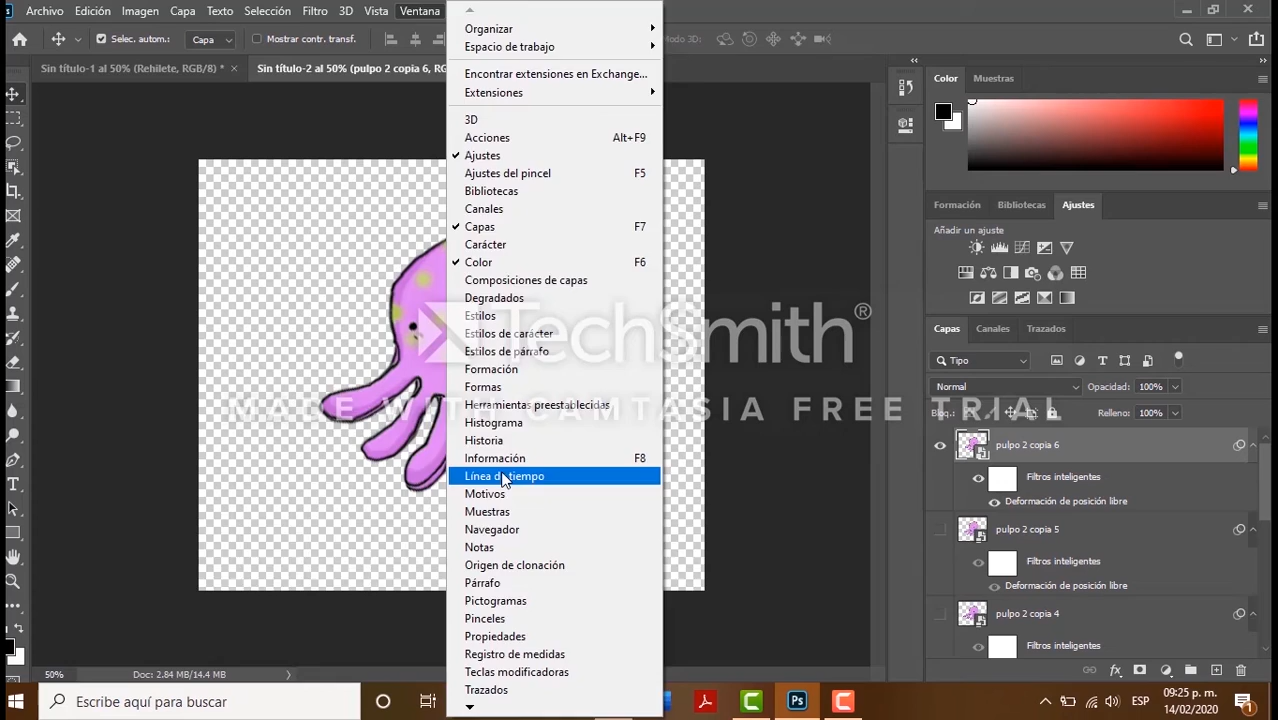 Archivo Edición Imagen Capa Texto Selección Filtro 3D Vista Ventana
Selec. autom.: Capa Mostrar contr. transf.
Modo 3D:
Sin título-1 al 50% (Rehilete, RGB/8) * ×
Sin título-2 al 50% (pulpo 2 copia 6, RG
Organizar
Espacio de trabajo
Encontrar extensiones en Exchange...
Extensiones
3D
Acciones Alt+F9
Ajustes
Ajustes del pincel F5
Bibliotecas
Canales
Capas F7
Carácter
Color F6
Composiciones de capas
Degradados
Estilos
Estilos de carácter
Estilos de párrafo
Formación
Formas
Herramientas preestablecidas
Histograma
Historia
Información F8
Línea de tiempo
Motivos
Muestras
Navegador
Notas
Origen de clonación
Párrafo
Pictogramas
Pinceles
Propiedades
Registro de medidas
Teclas modificadoras
Trazados
TechSmith®
MADE WITH CAMTASIA FREE TRIAL
Color Muestras
Formación Bibliotecas Ajustes
Añadir un ajuste
Capas Canales Trazados
Tipo
Normal Opacidad: 100%
Bloq.: Relleno: 100%
pulpo 2 copia 6
Filtros inteligentes
Deformación de posición libre
pulpo 2 copia 5
Filtros inteligentes
Deformación de posición libre
pulpo 2 copia 4
Filtros inteligentes
fx
50% Doc: 2.84 MB/14.4 MB
Escribe aquí para buscar
Ps
ESP
09:25 p. m.
14/02/2020
1